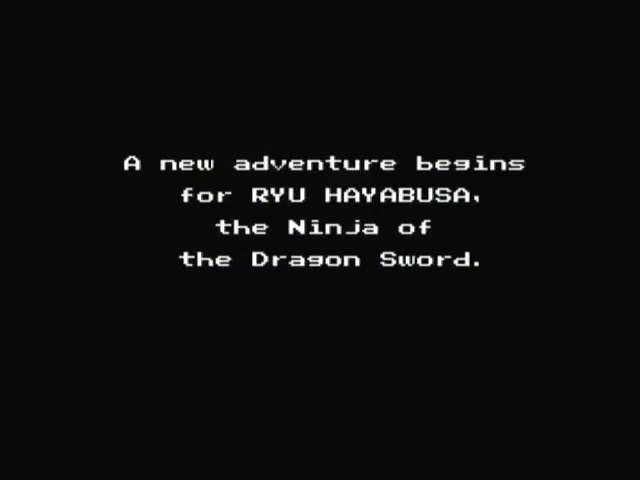 A new adventure begins
for RYU HAYABUSA,
the Ninja of
the Dragon Sword.